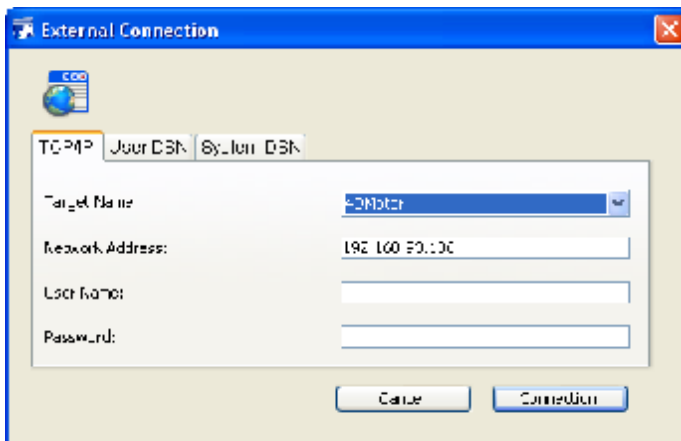 External Connection
TCP/IP User DSN System DSN
Target Name
Network Address:
User Name:
Password:
Cancel Connection